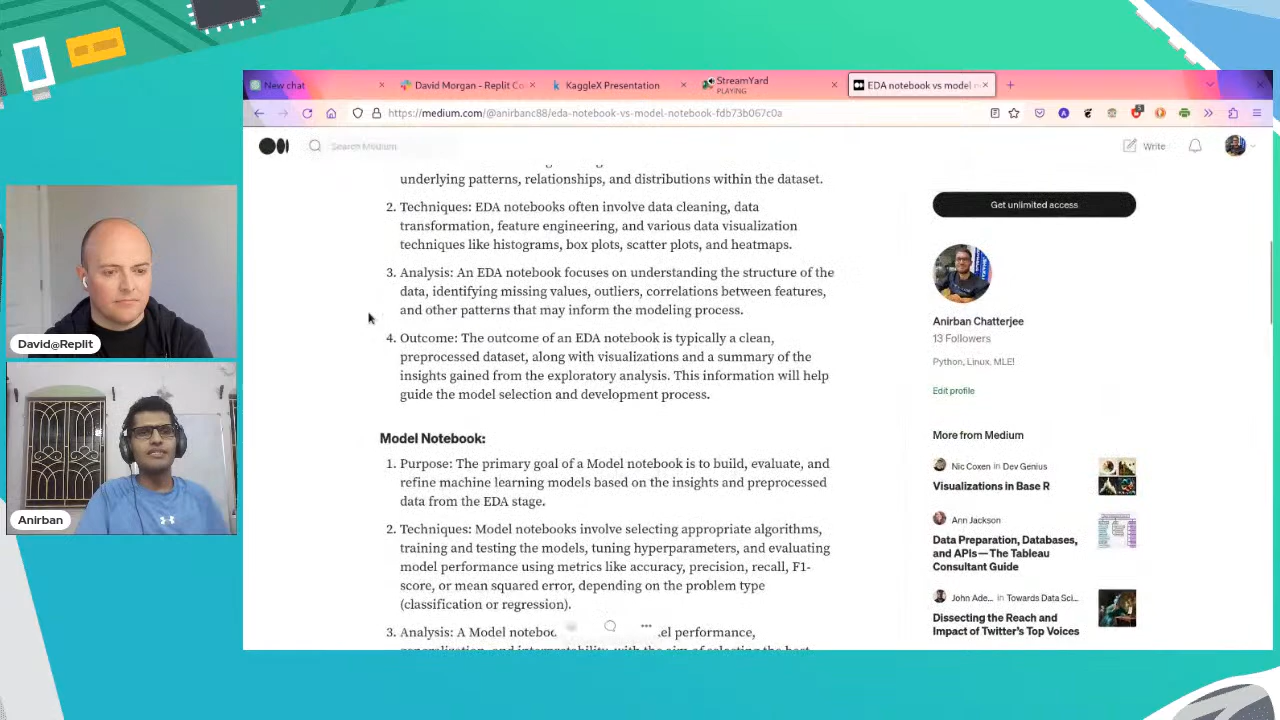 New chat
David Morgan - Replit Co
KaggleX Presentation
StreamYard
PLAYING
EDA notebook vs model n
https://medium.com/@anirbanc88/eda-notebook-vs-model-notebook-fdb73b067c0a
Search Medium
Write
underlying patterns, relationships, and distributions within the dataset.
2. Techniques: EDA notebooks often involve data cleaning, data
transformation, feature engineering, and various data visualization
techniques like histograms, box plots, scatter plots, and heatmaps.
3. Analysis: An EDA notebook focuses on understanding the structure of the
data, identifying missing values, outliers, correlations between features,
and other patterns that may inform the modeling process.
4. Outcome: The outcome of an EDA notebook is typically a clean,
preprocessed dataset, along with visualizations and a summary of the
insights gained from the exploratory analysis. This information will help
guide the model selection and development process.
Model Notebook:
1. Purpose: The primary goal of a Model notebook is to build, evaluate, and
refine machine learning models based on the insights and preprocessed
data from the EDA stage.
2. Techniques: Model notebooks involve selecting appropriate algorithms,
training and testing the models, tuning hyperparameters, and evaluating
model performance using metrics like accuracy, precision, recall, F1-
score, or mean squared error, depending on the problem type
(classification or regression).
3. Analysis: A Model noteboo el performance,
Get unlimited access
Anirban Chatterjee
13 Followers
Python, Linux, MLE!
Edit profile
More from Medium
Nic Coxen in Dev Genius
Visualizations in Base R
Ann Jackson
Data Preparation, Databases,
and APIs — The Tableau
Consultant Guide
John Ade... in Towards Data Sci...
Dissecting the Reach and
Impact of Twitter's Top Voices
David@Replit
Anirban